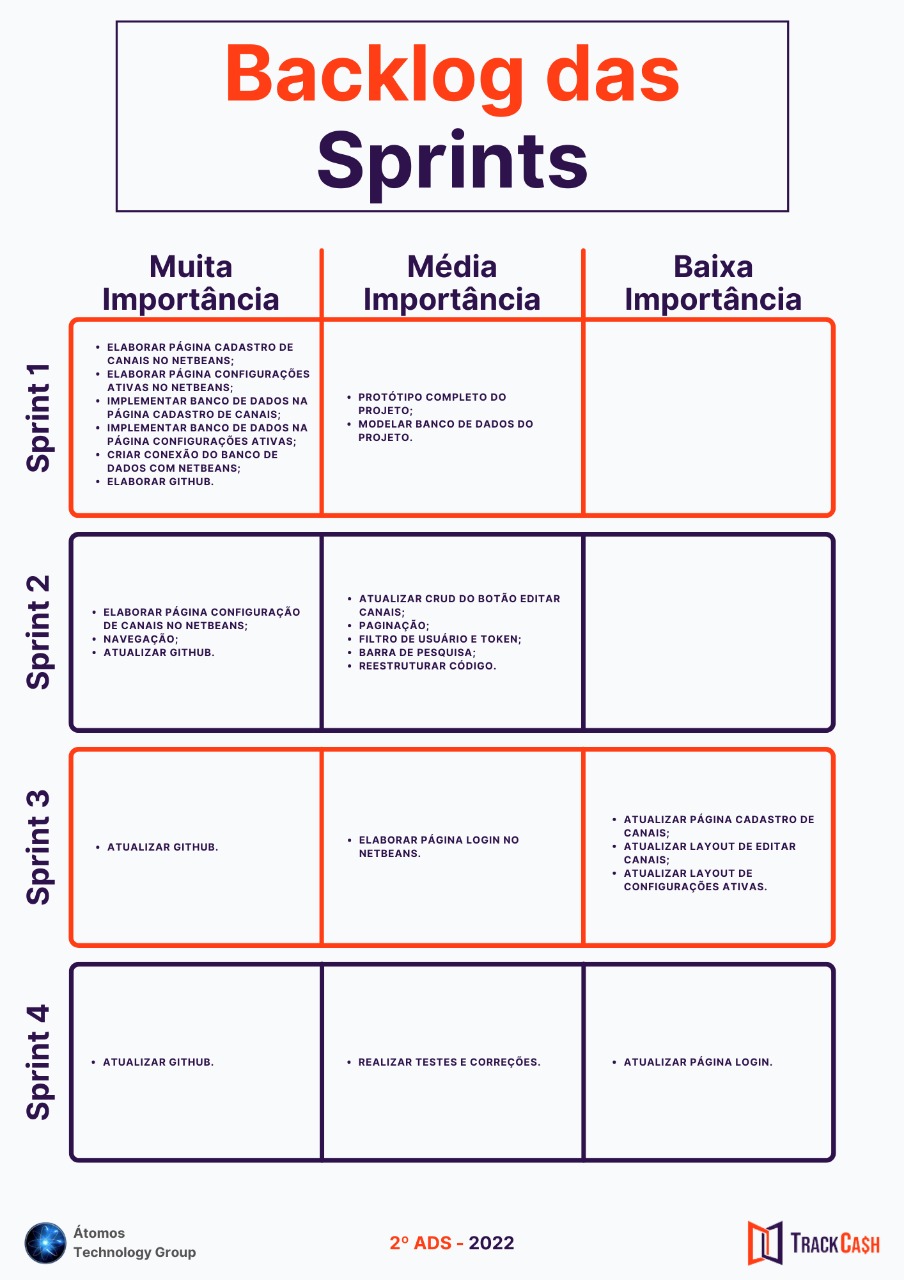 Backlog das
Sprints
Muita
Importância
Média
Importância
Baixa
Importância
Sprint 1
• ELABORAR PÁGINA CADASTRO DE
CANAIS NO NETBEANS;
• ELABORAR PÁGINA CONFIGURAÇÕES
ATIVAS NO NETBEANS;
• IMPLEMENTAR BANCO DE DADOS NA
PÁGINA CADASTRO DE CANAIS;
• IMPLEMENTAR BANCO DE DADOS NA
PÁGINA CONFIGURAÇÕES ATIVAS;
• CRIAR CONEXÃO DO BANCO DE
DADOS COM NETBEANS;
• ELABORAR GITHUB.
• PROTÓTIPO COMPLETO DO
PROJETO;
• MODELAR BANCO DE DADOS DO
PROJETO.
Sprint 2
• ELABORAR PÁGINA CONFIGURAÇÃO
DE CANAIS NO NETBEANS;
• NAVEGAÇÃO;
• ATUALIZAR GITHUB.
• ATUALIZAR CRUD DO BOTÃO EDITAR
CANAIS;
• PAGINAÇÃO;
• FILTRO DE USUÁRIO E TOKEN;
• BARRA DE PESQUISA;
• REESTRUTURAR CÓDIGO.
Sprint 3
• ATUALIZAR GITHUB.
• ELABORAR PÁGINA LOGIN NO
NETBEANS.
• ATUALIZAR PÁGINA CADASTRO DE
CANAIS;
• ATUALIZAR LAYOUT DE EDITAR
CANAIS;
• ATUALIZAR LAYOUT DE
CONFIGURAÇÕES ATIVAS.
Sprint 4
• ATUALIZAR GITHUB.
• REALIZAR TESTES E CORREÇÕES.
• ATUALIZAR PÁGINA LOGIN.
Átomos
Technology Group
2º ADS - 2022
TRACKCA$H